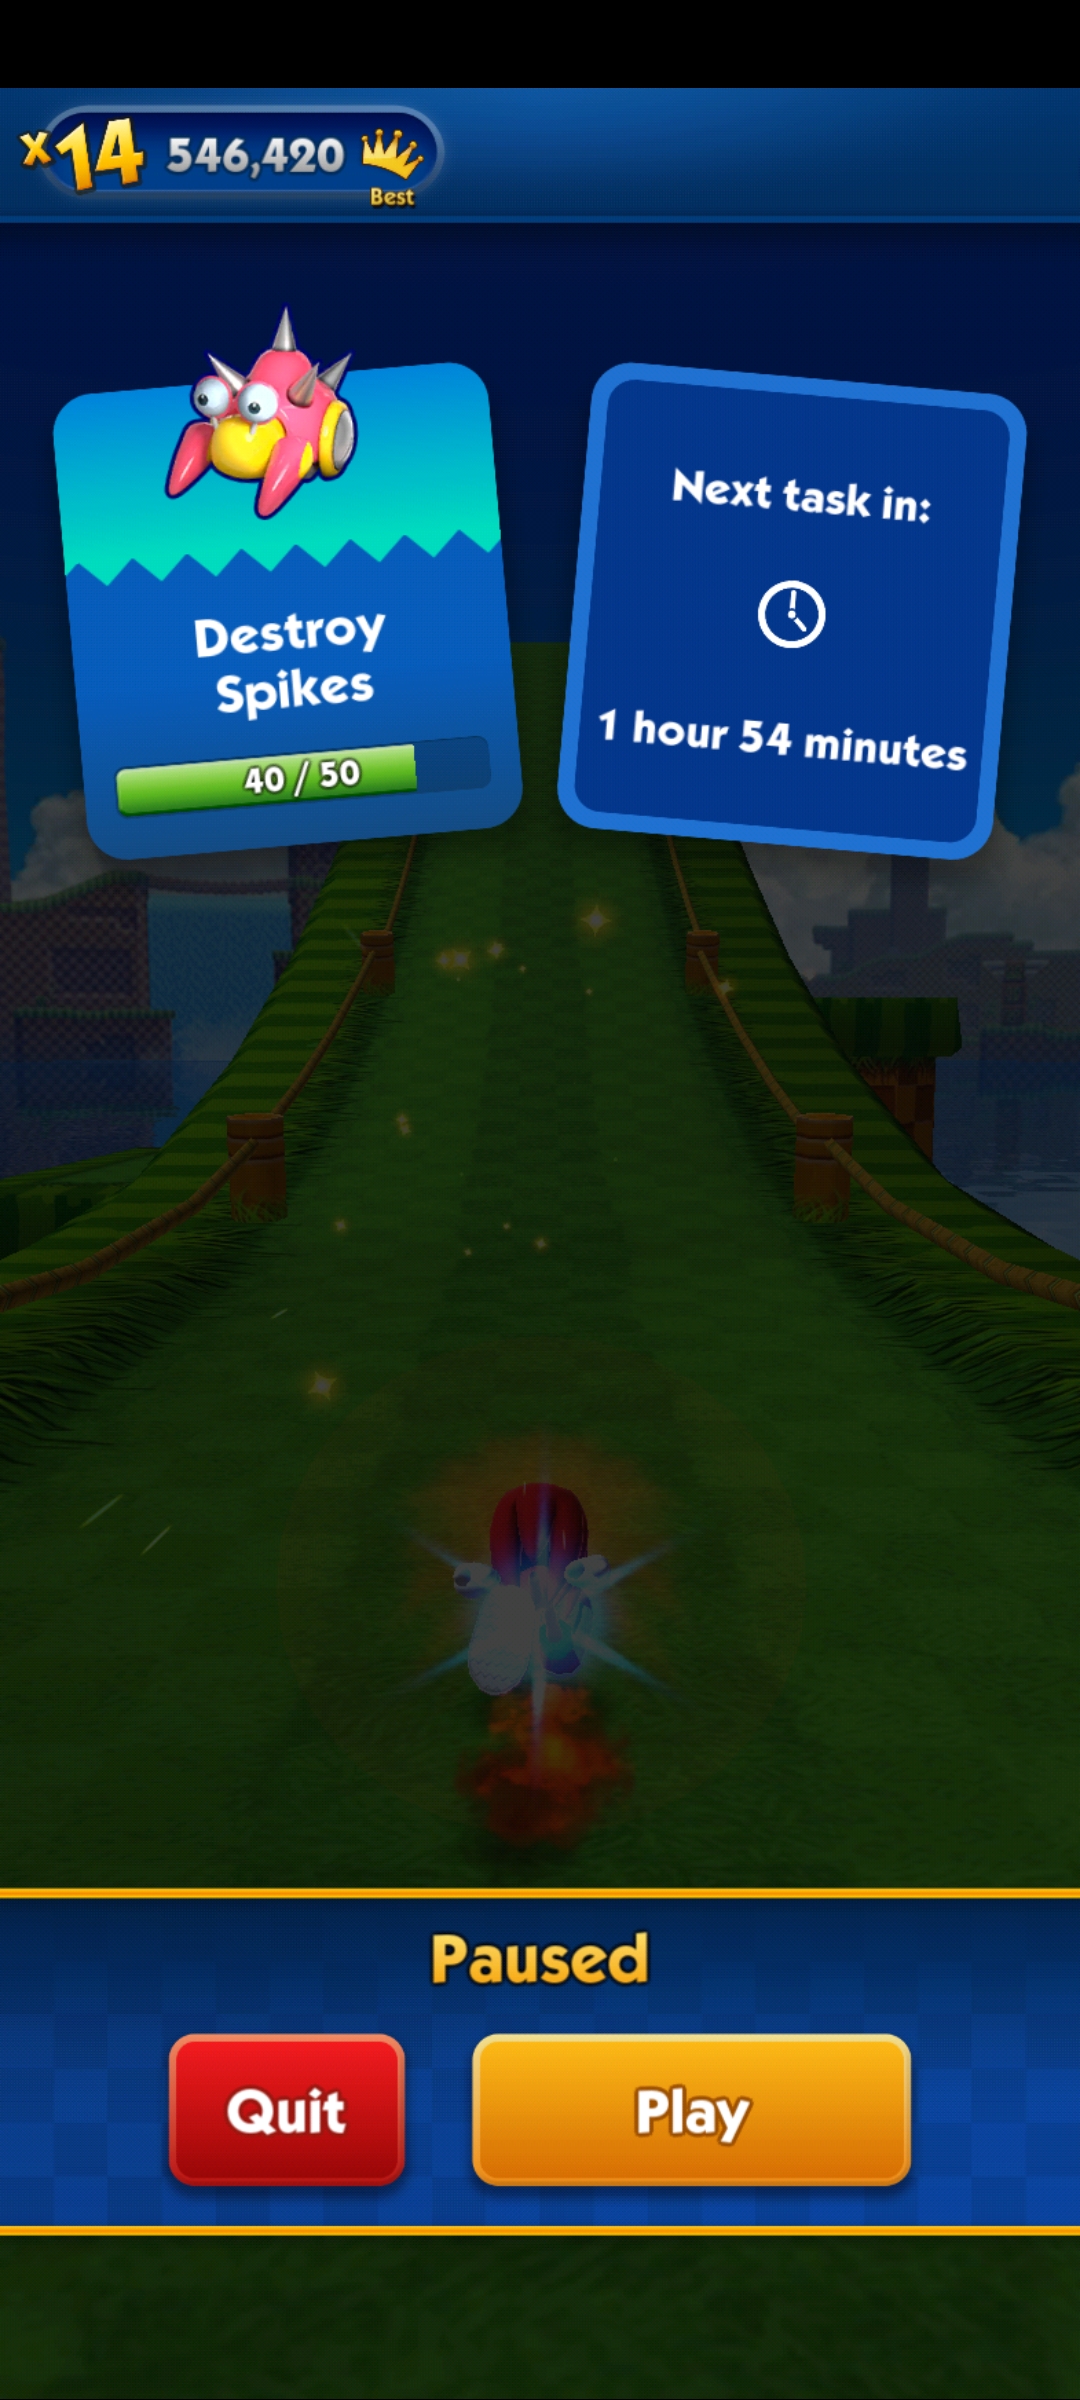 x14 546,420
Best
Destroy
Spikes
40 / 50
Next task in:
1 hour 54 minutes
Paused
Quit
Play